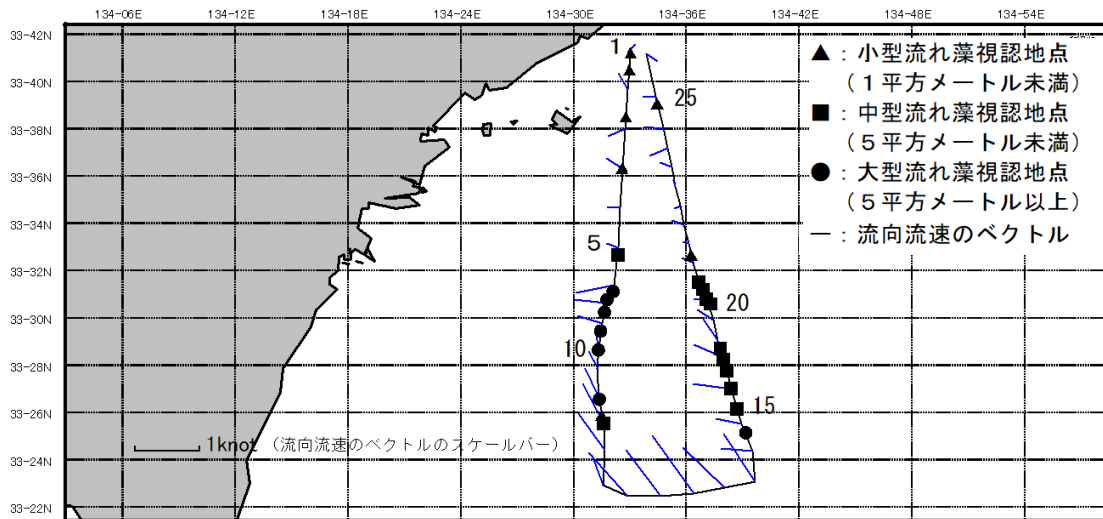 134-06E 134-12E 134-18E 134-24E 134-30E 134-36E 134-42E 134-48E 134-54E
33-42N
33-40N
33-38N
33-36N
33-34N
33-32N
33-30N
33-28N
33-26N
33-24N
33-22N
1
25
5
20
10
15
▲：小型流れ藻視認地点
（１平方メートル未満）
■：中型流れ藻視認地点
（５平方メートル未満）
●：大型流れ藻視認地点
（５平方メートル以上）
―：流向流速のベクトル
1knot（流向流速のベクトルのスケールバー）